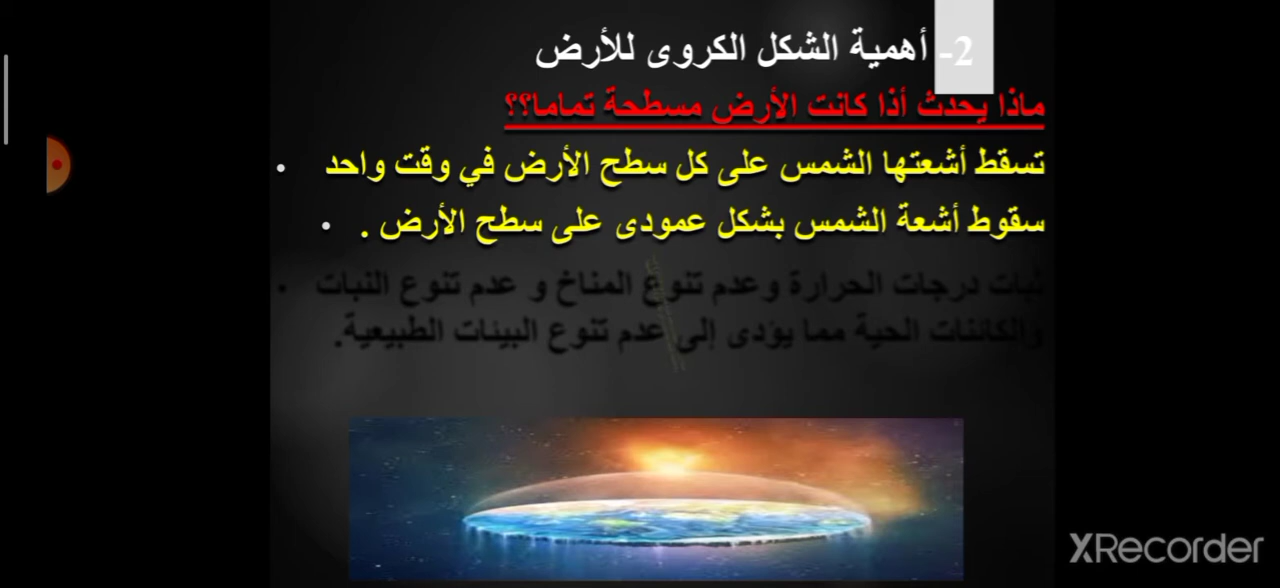 2- أهمية الشكل الكروى للأرض
ماذا يحدث أذا كانت الأرض مسطحة تماما؟؟
تسقط أشعتها الشمس على كل سطح الأرض في وقت واحد
سقوط أشعة الشمس بشكل عمودى على سطح الأرض .
ثبات درجات الحرارة وعدم تنوع المناخ و عدم تنوع النبات
والكائنات الحية مما يؤدى إلى عدم تنوع البيئات الطبيعية.
XRecorder